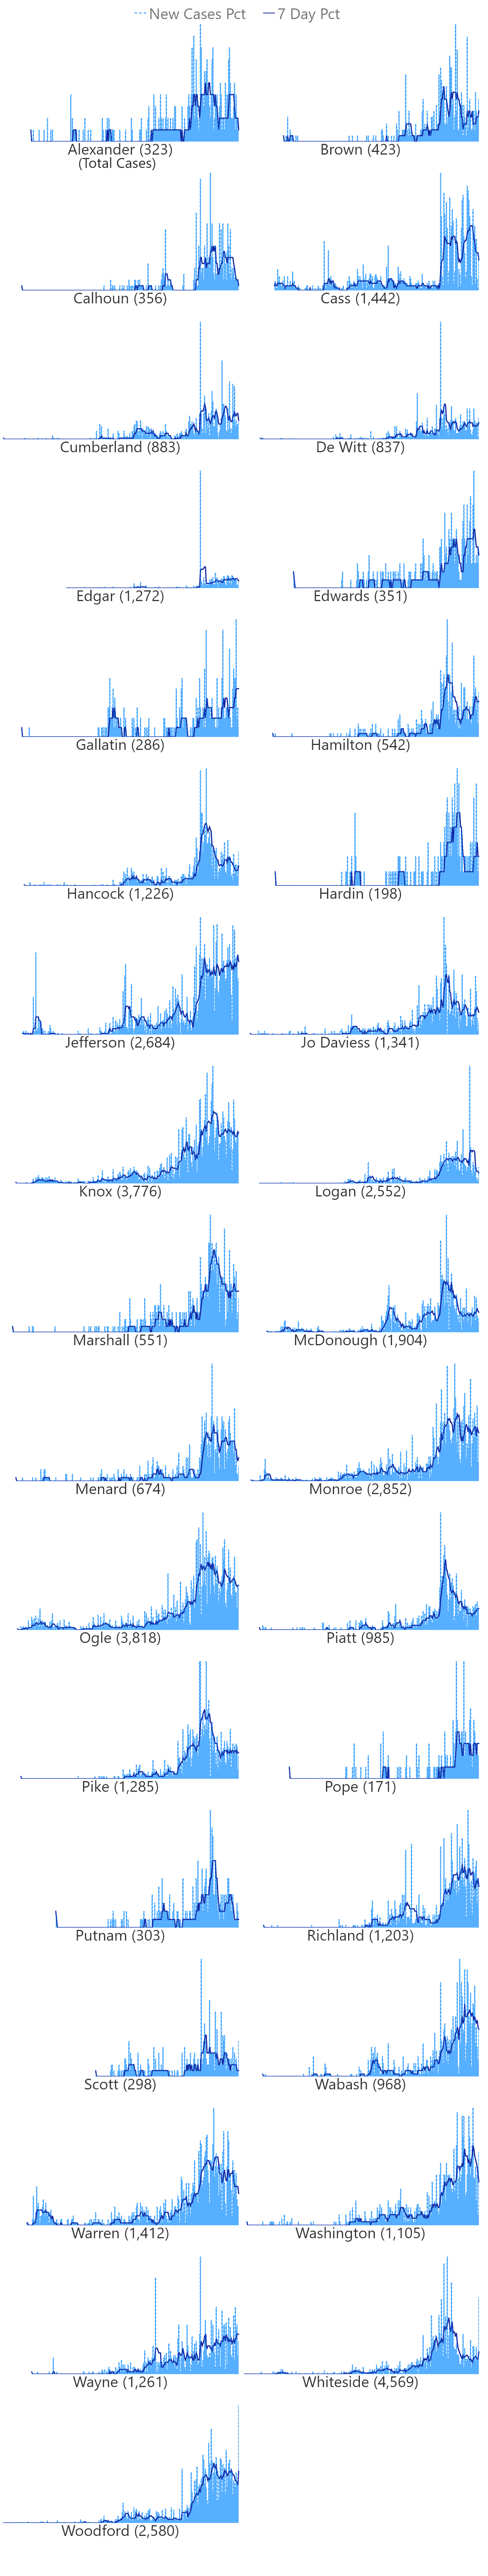 New Cases Pct 7 Day Pct
Alexander (323) Brown (423)
(Total Cases)
Calhoun (356) Cass (1,442)
Cumberland (883) De Witt (837)
Edgar (1,272) Edwards (351)
Gallatin (286) Hamilton (542)
Hancock (1,226) Hardin (198)
Jefferson (2,684) Jo Daviess (1,341)
Knox (3,776) Logan (2,552)
Marshall (551) McDonough (1,904)
Menard (674) Monroe (2,852)
Ogle (3,818) Piatt (985)
Pike (1,285) Pope (171)
Putnam (303) Richland (1,203)
Scott (298) Wabash (968)
Warren (1,412) Washington (1,105)
Wayne (1,261) Whiteside (4,569)
Woodford (2,580)